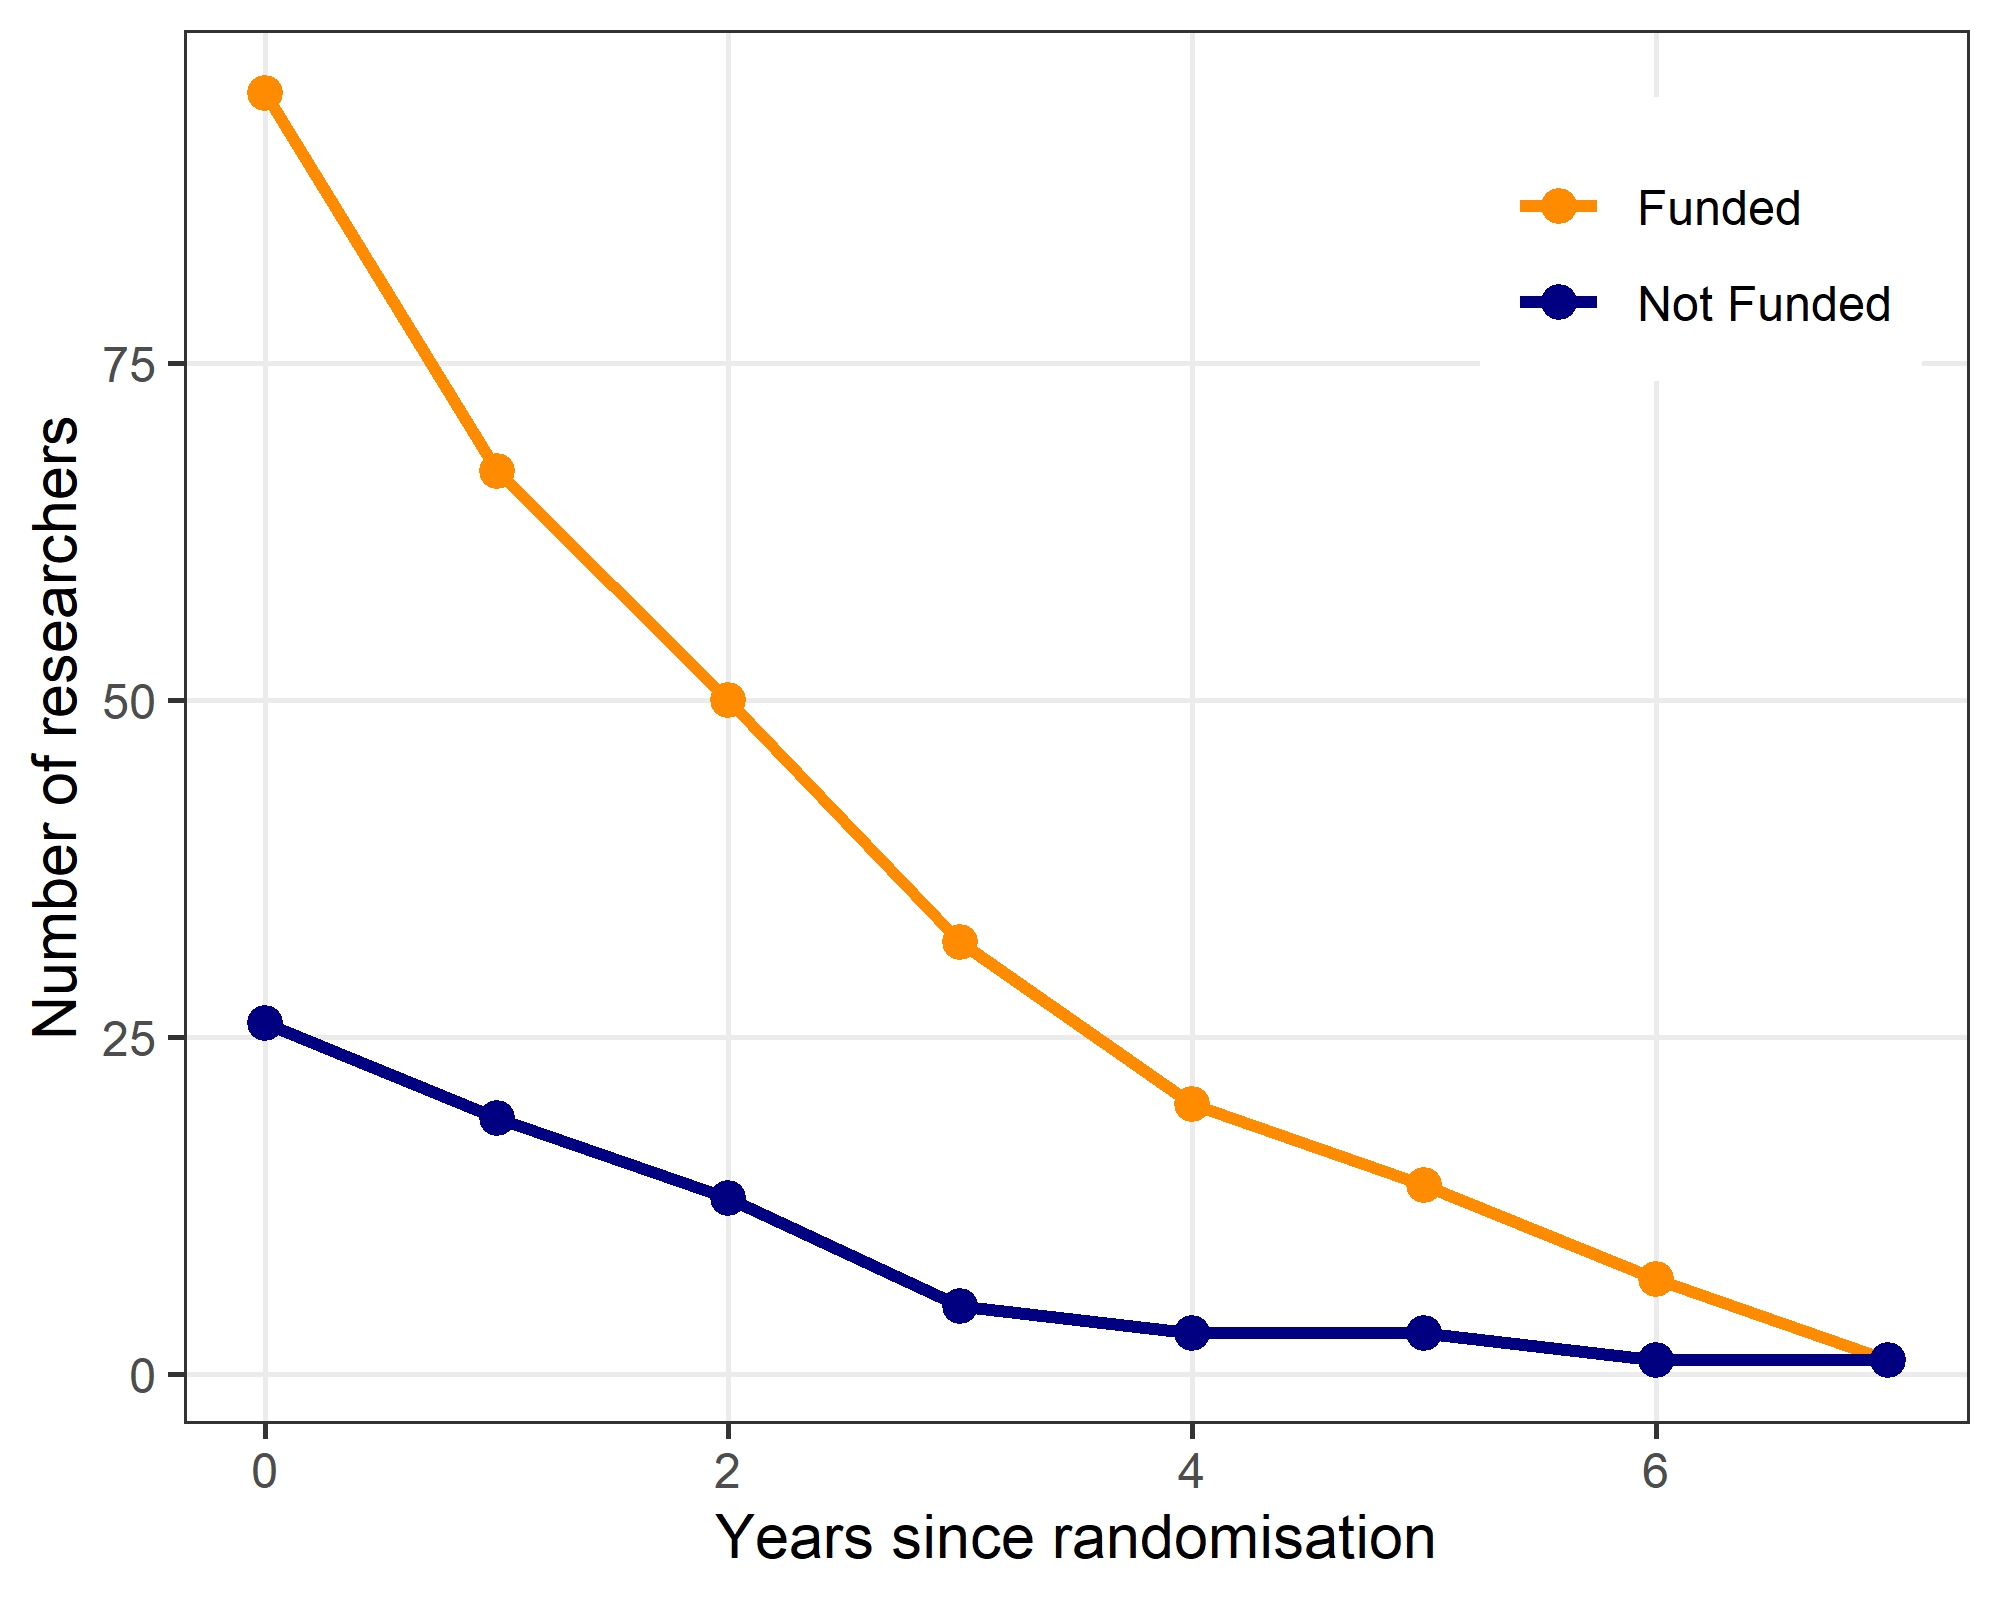 Funded
Not Funded
75
50
25
0
Number of researchers
0 2 4 6
Years since randomisation